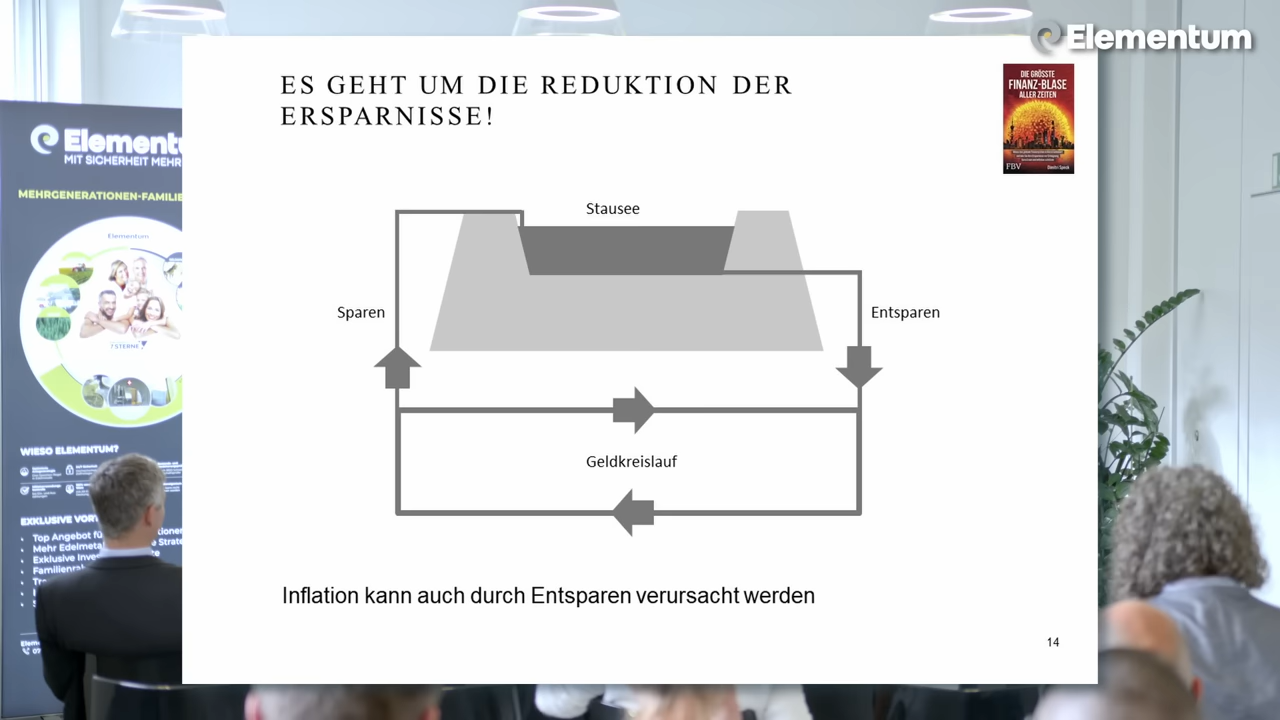 Elementum
ES GEHT UM DIE REDUKTION DER
ERSPARNISSE!
DIE GRÖSSTE
FINANZ-BLASE
ALLER ZEITEN
FBV
Stausee
Sparen
Entsparen
Geldkreislauf
Inflation kann auch durch Entsparen verursacht werden
14
Element
MIT SICHERHEIT MEHR
MEHRGENERATIONEN-FAMILIE
Elementum
WIESO ELEMENTUM?
EXKLUSIVE VOR
Top Angebot fü
Mehr Edelmeta
Exklusive Inve